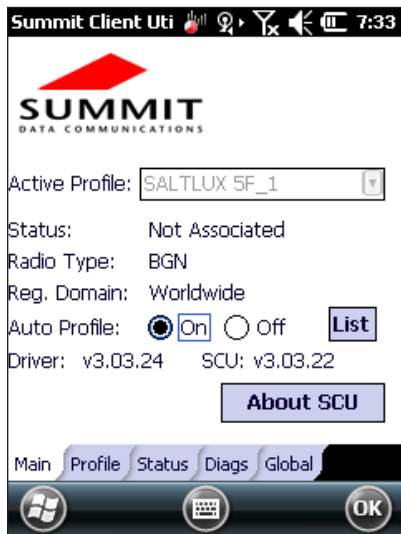 Summit Client Uti 7:33
SUMMIT
DATA COMMUNICATIONS
Active Profile: SALTLUX 5F_1
Status: Not Associated
Radio Type: BGN
Reg. Domain: Worldwide
Auto Profile: On Off List
Driver: v3.03.24 SCU: v3.03.22
About SCU
Main Profile Status Diags Global
OK